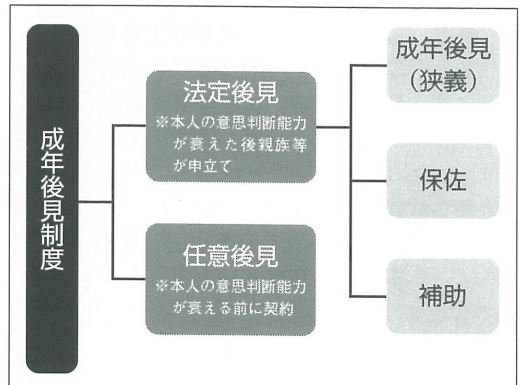 成年後見制度
法定後見
※本人の意思判断能力
が衰えた後親族等
が申立て
任意後見
※本人の意思判断能力
が衰える前に契約
成年後見
（狭義）
保佐
補助